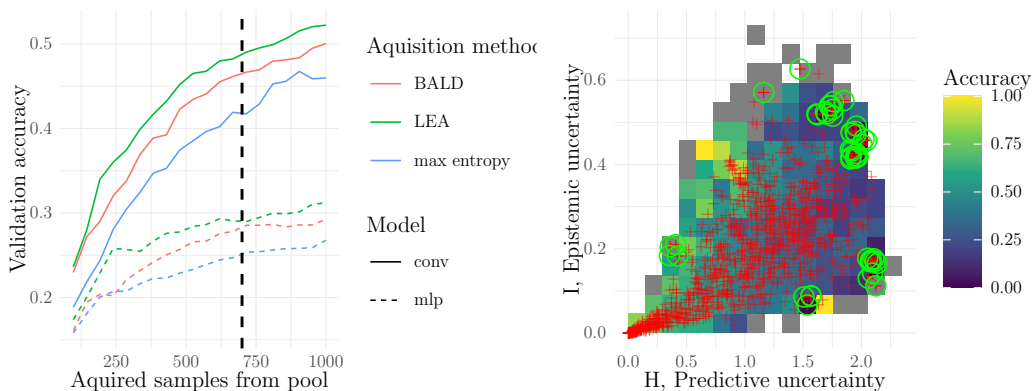 Validation accuracy
0.5
0.4
0.3
0.2
250
500
750
1000
Aquired samples from pool
Aquisition method
BALD
LEA
max entropy
Model
conv
mlp
I, Epistemic uncertainty
0.6
0.4
0.2
0.0
0.0
0.5
1.0
1.5
2.0
H, Predictive uncertainty
Accuracy
1.00
0.75
0.50
0.25
0.00